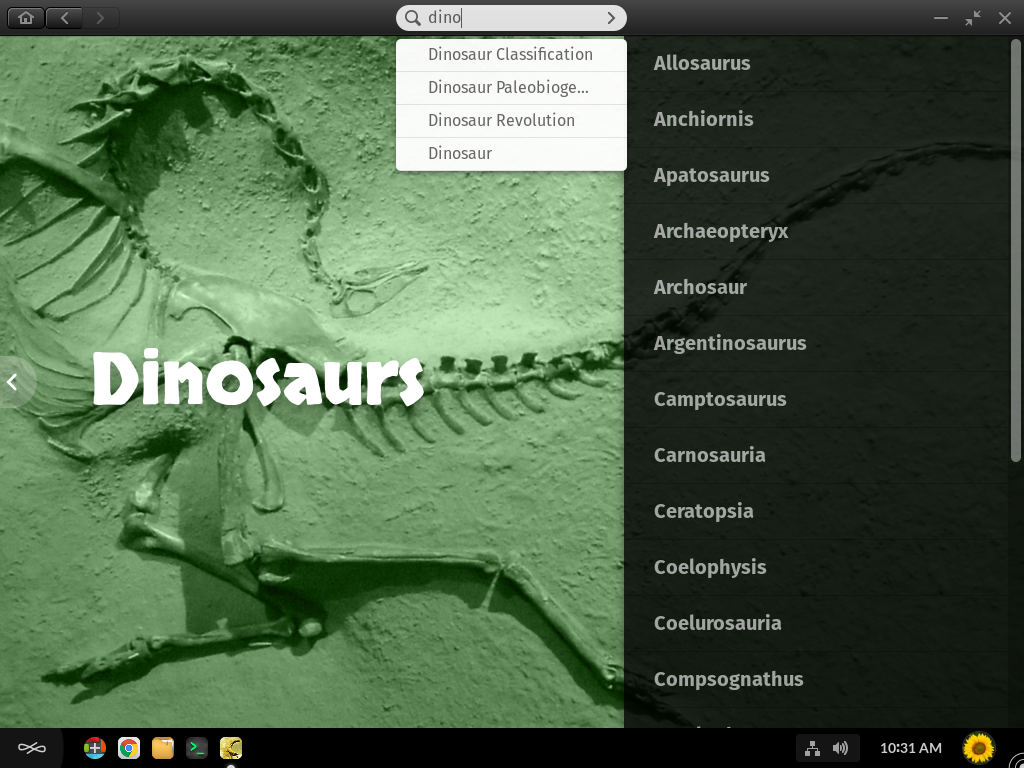 dino
Dinosaur Classification
Dinosaur Paleobioge...
Dinosaur Revolution
Dinosaur
Dinosaurs
Allosaurus
Anchiornis
Apatosaurus
Archaeopteryx
Archosaur
Argentinosaurus
Camptosaurus
Carnosauria
Ceratopsia
Coelophysis
Coelurosauria
Compsognathus
10:31 AM